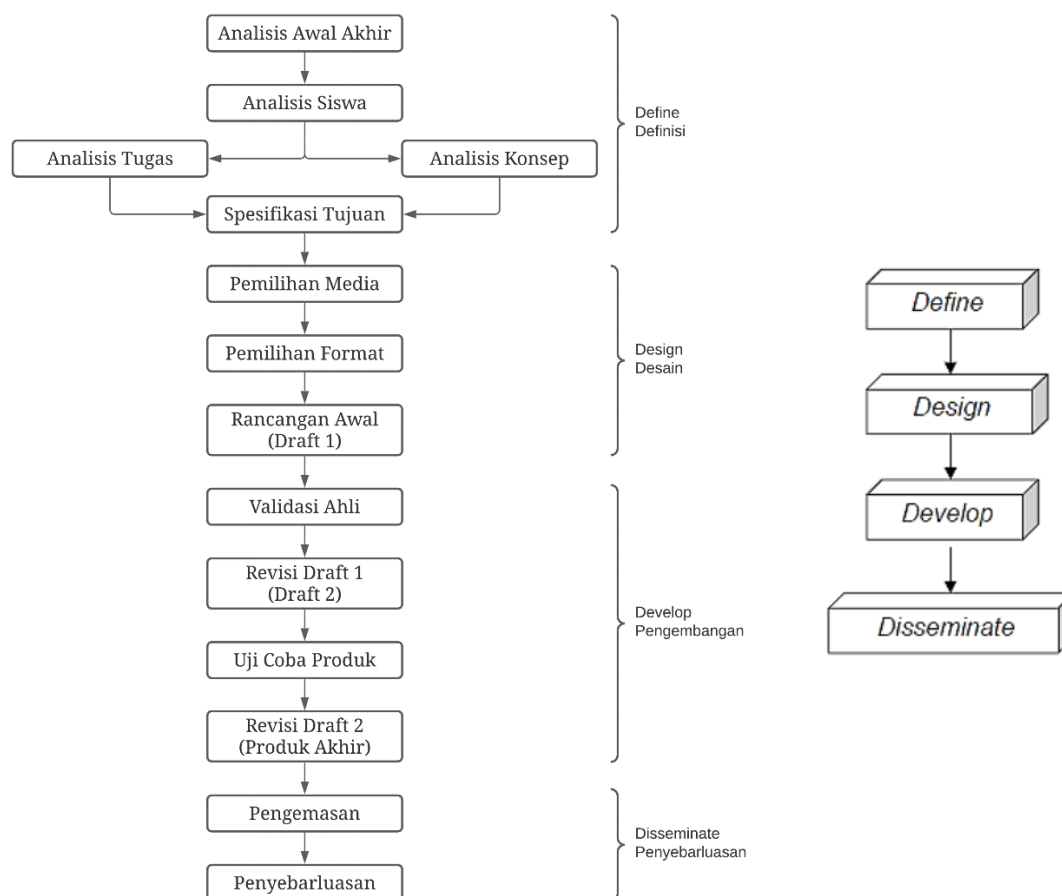 Analisis Awal Akhir
Analisis Siswa
Analisis Tugas
Analisis Konsep
Spesifikasi Tujuan
Define
Definisi
Pemilihan Media
Pemilihan Format
Rancangan Awal
(Draft 1)
Design
Desain
Validasi Ahli
Revisi Draft 1
(Draft 2)
Uji Coba Produk
Revisi Draft 2
(Produk Akhir)
Develop
Pengembangan
Pengemasan
Penyebarluasan
Disseminate
Penyebarluasan
Define
Design
Develop
Disseminate